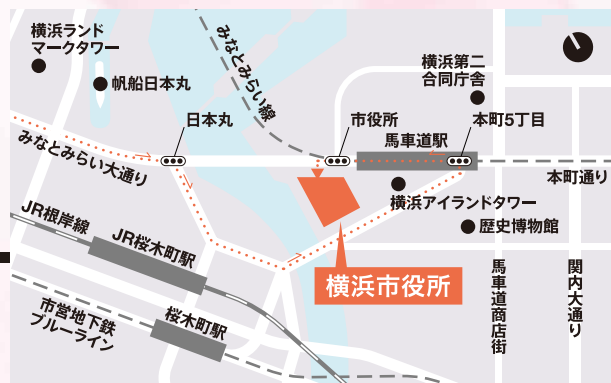 横浜ランド
マークタワー
帆船日本丸
みなとみらい線
横浜第二
合同庁舎
日本丸
市役所
本町5丁目
馬車道駅
みなとみらい大通り
本町通り
横浜アイランドタワー
歴史博物館
JR根岸線
JR桜木町駅
横浜市役所
市営地下鉄
ブルーライン
桜木町駅
馬車道商店街
関内大通り